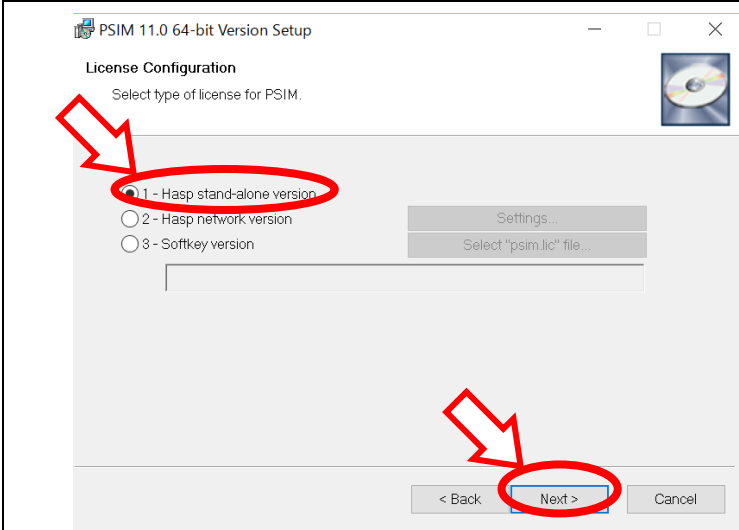 PSIM 11.0 64-bit Version Setup
License Configuration
Select type of license for PSIM.
1 - Hasp stand-alone version
2 - Hasp network version
Settings...
3 - Softkey version
Select "psim.lic" file...
< Back
Next >
Cancel